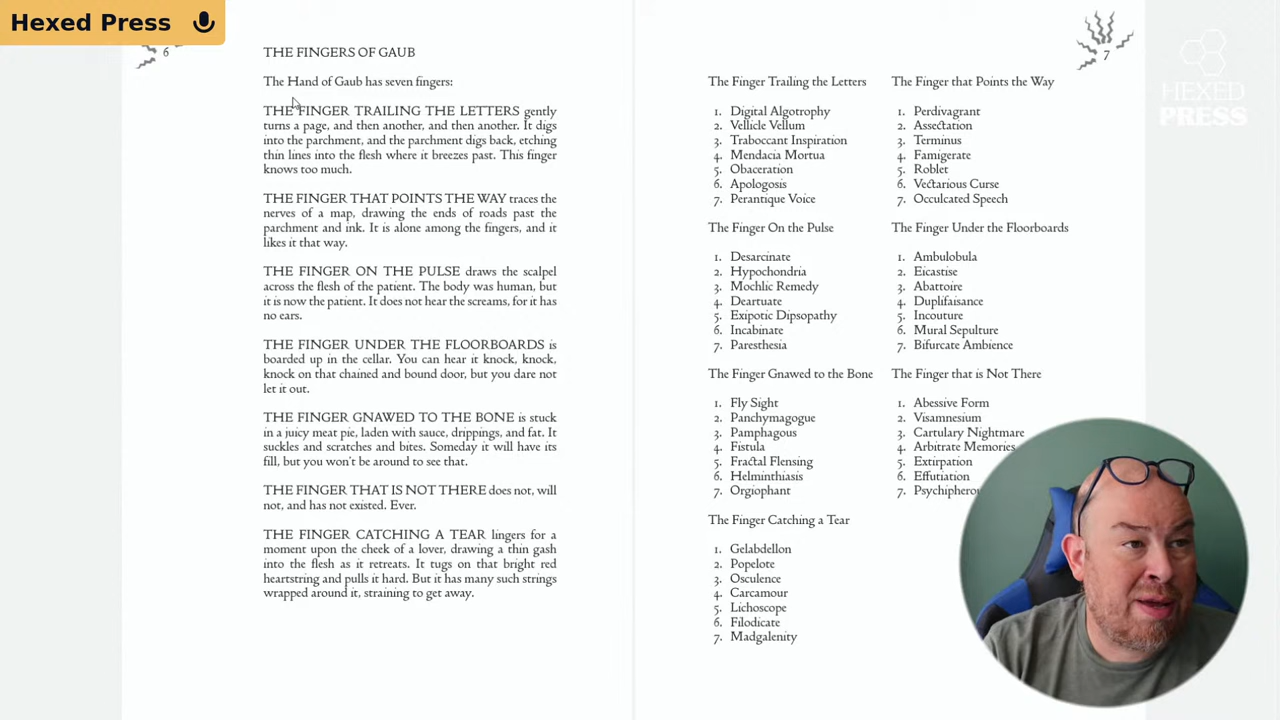 Hexed Press
6
THE FINGERS OF GAUB
The Hand of Gaub has seven fingers:
THE FINGER TRAILING THE LETTERS gently
turns a page, and then another, and then another. It digs
into the parchment, and the parchment digs back, etching
thin lines into the flesh where it breezes past. This finger
knows too much.
THE FINGER THAT POINTS THE WAY traces the
nerves of a map, drawing the ends of roads past the
parchment and ink. It is alone among the fingers, and it
likes it that way.
THE FINGER ON THE PULSE draws the scalpel
across the flesh of the patient. The body was human, but
it is now the patient. It does not hear the screams, for it has
no ears.
THE FINGER UNDER THE FLOORBOARDS is
boarded up in the cellar. You can hear it knock, knock,
knock on that chained and bound door, but you dare not
let it out.
THE FINGER GNAWED TO THE BONE is stuck
in a juicy meat pie, laden with sauce, drippings, and fat. It
suckles and scratches and bites. Someday it will have its
fill, but you won't be around to see that.
THE FINGER THAT IS NOT THERE does not, will
not, and has not existed. Ever.
THE FINGER CATCHING A TEAR lingers for a
moment upon the cheek of a lover, drawing a thin gash
into the flesh as it retreats. It tugs on that bright red
heartstring and pulls it hard. But it has many such strings
wrapped around it, straining to get away.
7
The Finger Trailing the Letters
1. Digital Algotrophy
2. Vellicle Vellum
3. Traboccant Inspiration
4. Mendacia Mortua
5. Obaceration
6. Apologosis
7. Perantique Voice
The Finger that Points the Way
1. Perdivagrant
2. Assectation
3. Terminus
4. Famigerate
5. Roblet
6. Vectarious Curse
7. Occulcated Speech
The Finger On the Pulse
1. Desarcinate
2. Hypochondria
3. Mochlic Remedy
4. Deartuate
5. Exipotic Dipsopathy
6. Incabinate
7. Paresthesia
The Finger Under the Floorboards
1. Ambulobula
2. Eicastise
3. Abattoire
4. Duplifaisance
5. Incouture
6. Mural Sepulture
7. Bifurcate Ambience
The Finger Gnawed to the Bone
1. Fly Sight
2. Panchymagogue
3. Pamphagous
4. Fistula
5. Fractal Flensing
6. Helminthiasis
7. Orgiophant
The Finger that is Not There
1. Abessive Form
2. Visamnesium
3. Cartulary Nightmare
4. Arbitrate Memories
5. Extirpation
6. Effutiation
7.
The Finger Catching a Tear
1. Gelabdellon
2. Popelote
3. Osculence
4. Carcamour
5. Lichoscope
6. Filodicate
7. Madgalenity
HEXED
PRESS